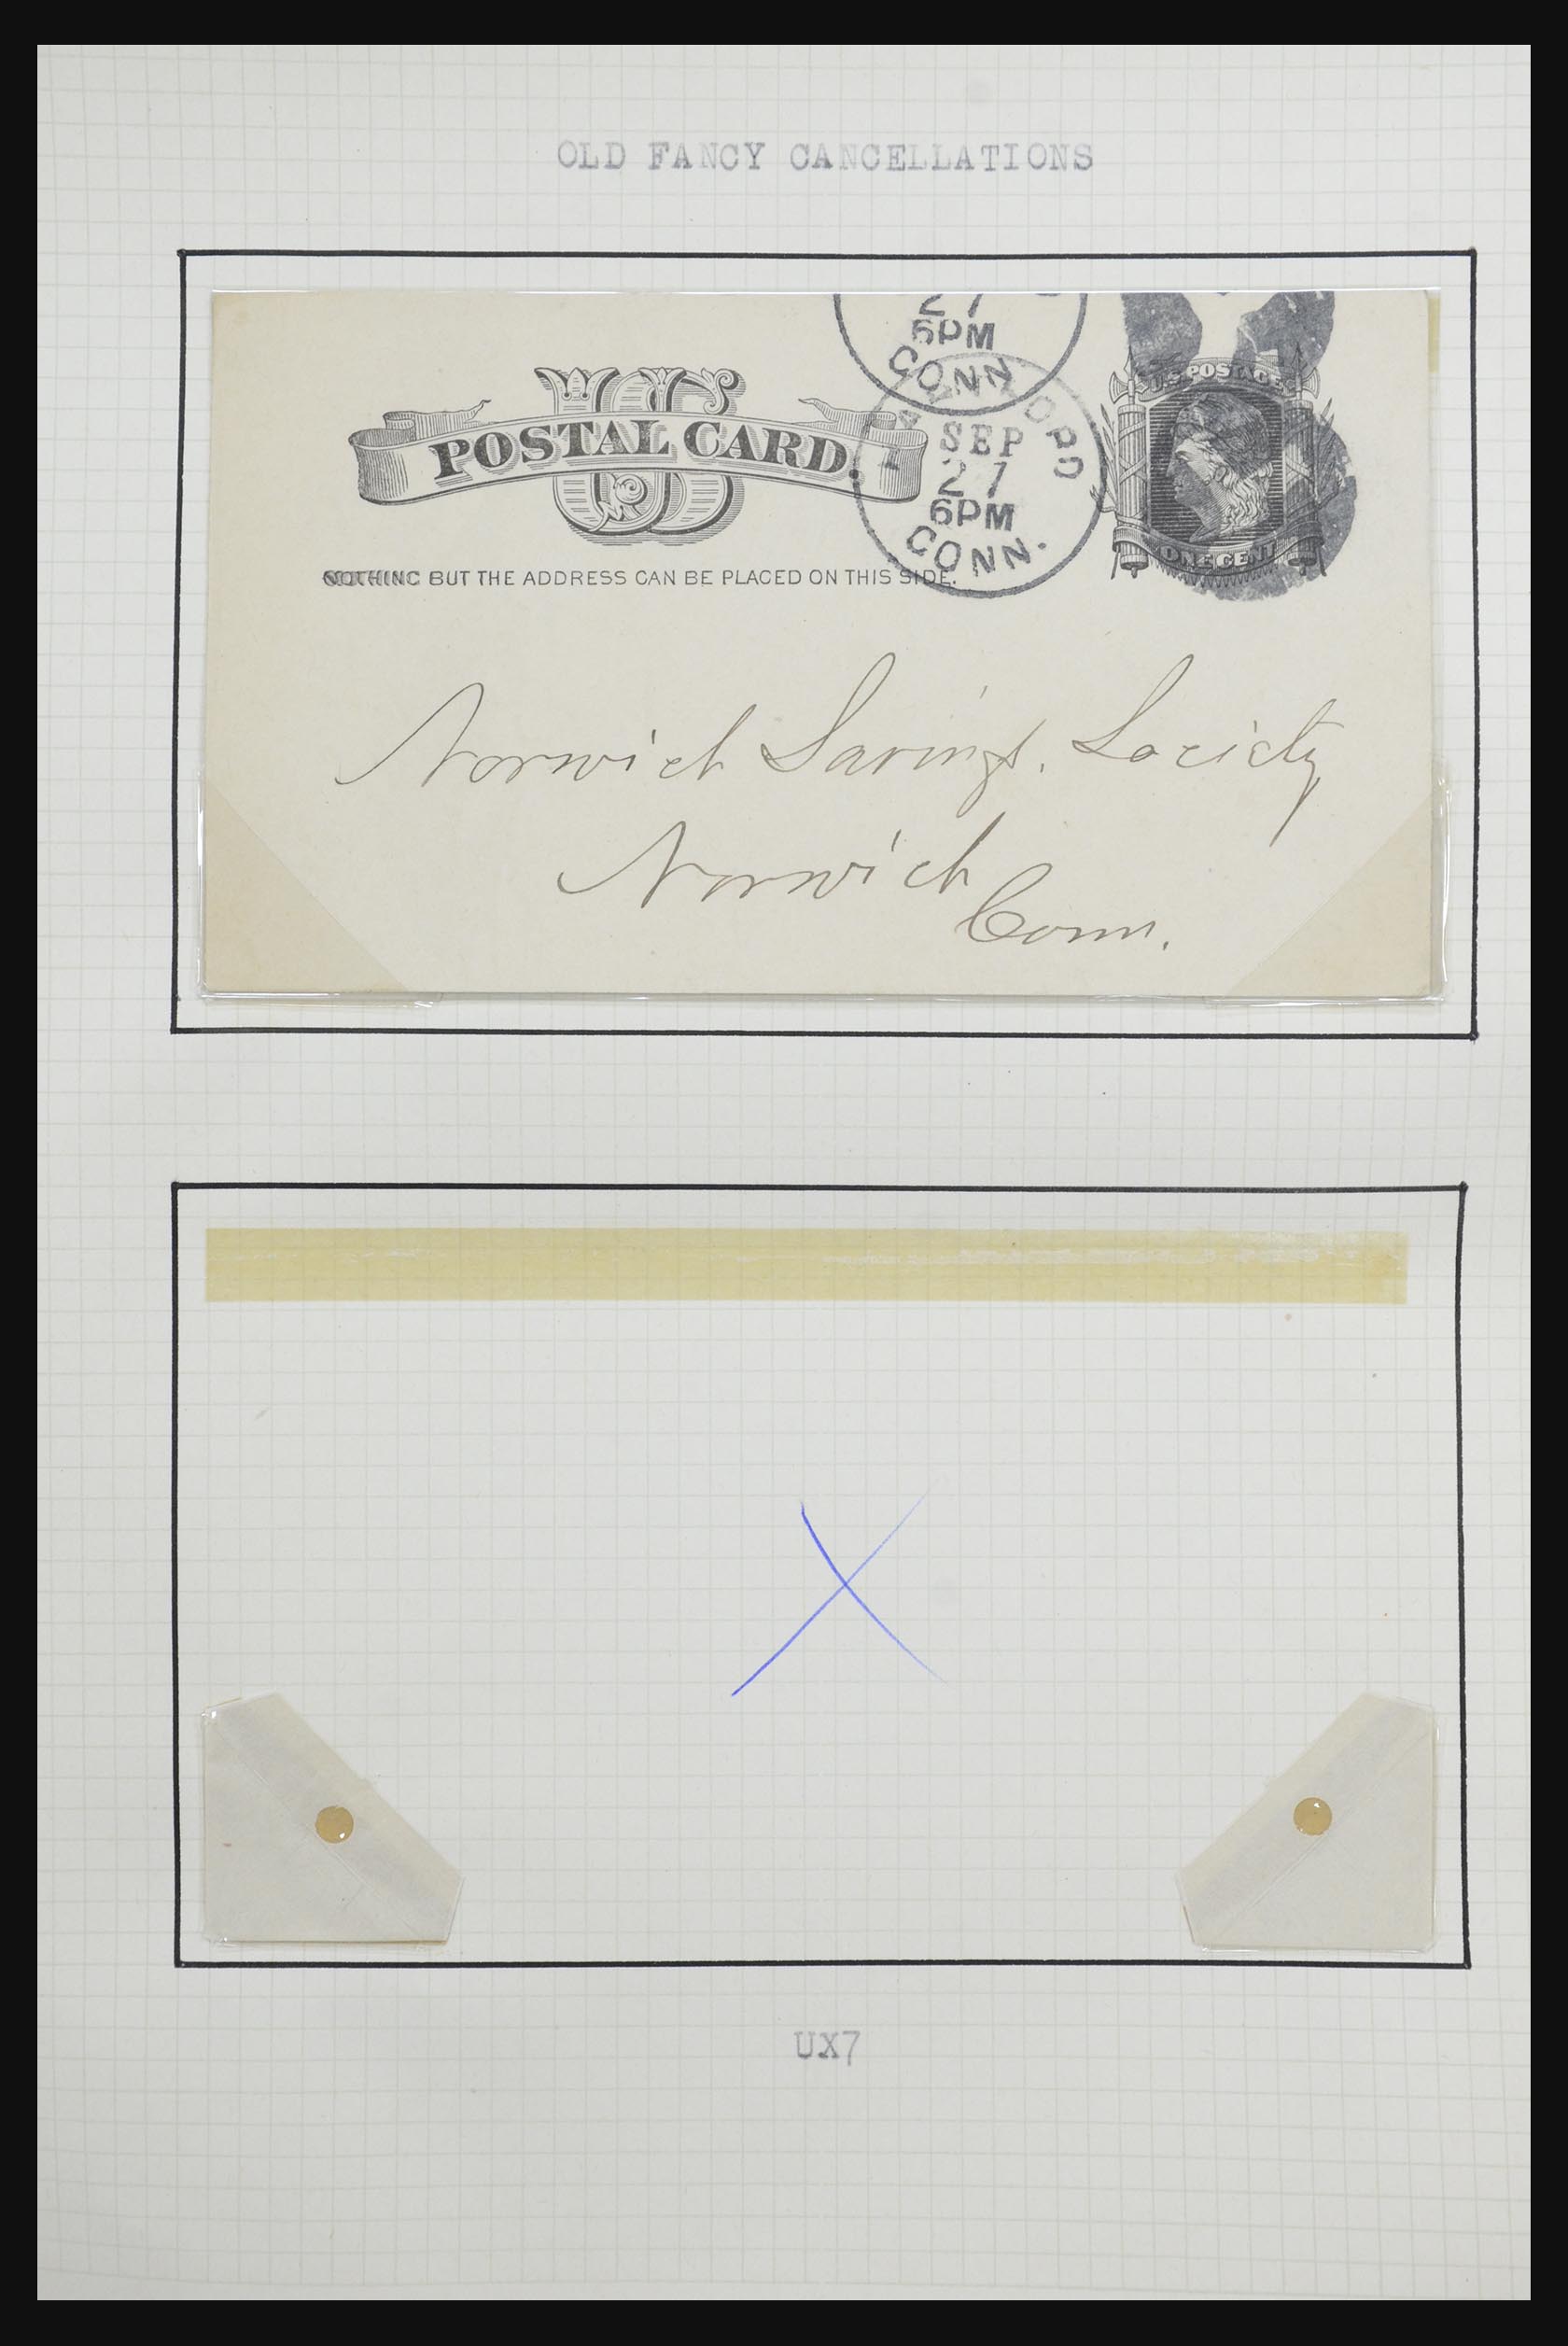 OLD FANCY CANCELLATIONS
27
6PM
CONN
U.S. POSTAGE
US
POSTAL CARD.
SEP
27
6PM
CONN.
ONE CENT
NOTHING BUT THE ADDRESS CAN BE PLACED ON THIS SIDE.
Norwich Savings. Society
Norwich
Conn.
UX7